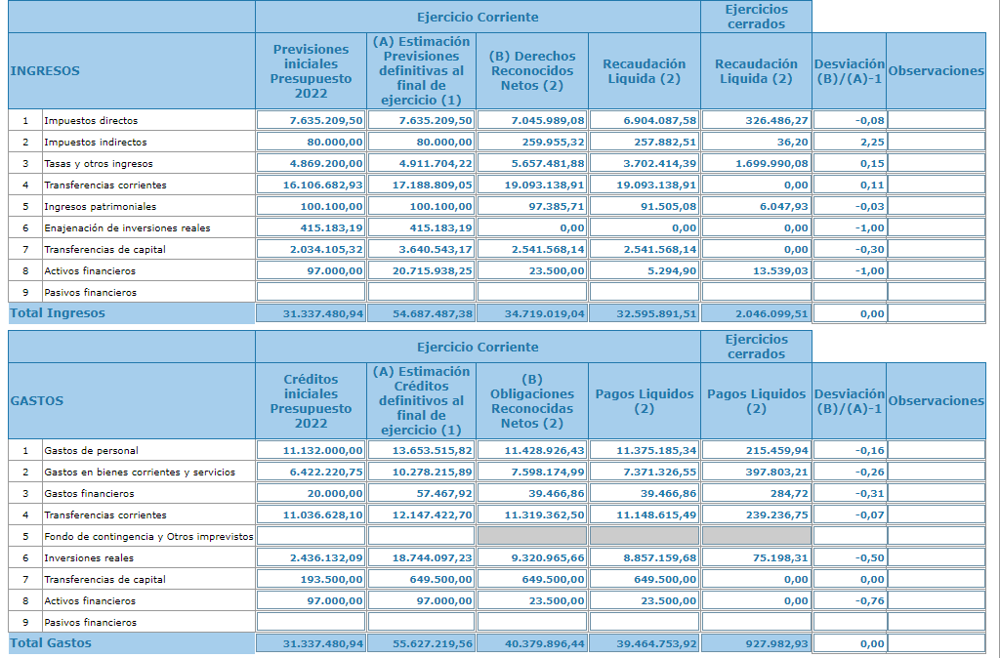 Ejercicio Corriente
Ejercicios
cerrados
INGRESOS
Previsiones
iniciales
Presupuesto
2022
(A) Estimación
Previsiones
definitivas al
final de
ejercicio (1)
(B) Derechos
Reconocidos
Netos (2)
Recaudación
Liquida (2)
Recaudación
Liquida (2)
Desviación
(B)/(A)-1
Observaciones
1 Impuestos directos 7.635.209,50 7.635.209,50 7.045.989,08 6.904.087,58 326.486,27 -0,08
2 Impuestos indirectos 80.000,00 80.000,00 259.955,32 257.882,51 36,20 2,25
3 Tasas y otros ingresos 4.869.200,00 4.911.704,22 5.657.481,88 3.702.414,39 1.699.990,08 0,15
4 Transferencias corrientes 16.106.682,93 17.188.809,05 19.093.138,91 19.093.138,91 0,00 0,11
5 Ingresos patrimoniales 100.100,00 100.100,00 97.385,71 91.505,08 6.047,93 -0,03
6 Enajenación de inversiones reales 415.183,19 415.183,19 0,00 0,00 0,00 -1,00
7 Transferencias de capital 2.034.105,32 3.640.543,17 2.541.568,14 2.541.568,14 0,00 -0,30
8 Activos financieros 97.000,00 20.715.938,25 23.500,00 5.294,90 13.539,03 -1,00
9 Pasivos financieros
Total Ingresos 31.337.480,94 54.687.487,38 34.719.019,04 32.595.891,51 2.046.099,51 0,00
Ejercicio Corriente
Ejercicios
cerrados
GASTOS
Créditos
iniciales
Presupuesto
2022
(A) Estimación
Créditos
definitivos al
final de
ejercicio (1)
(B)
Obligaciones
Reconocidas
Netos (2)
Pagos Liquidos
(2)
Pagos Liquidos
(2)
Desviación
(B)/(A)-1
Observaciones
1 Gastos de personal 11.132.000,00 13.653.515,82 11.428.926,43 11.375.185,34 215.459,94 -0,16
2 Gastos en bienes corrientes y servicios 6.422.220,75 10.278.215,89 7.598.174,99 7.371.326,55 397.803,21 -0,26
3 Gastos financieros 20.000,00 57.467,92 39.466,86 39.466,86 284,72 -0,31
4 Transferencias corrientes 11.036.628,10 12.147.422,70 11.319.362,50 11.148.615,49 239.236,75 -0,07
5 Fondo de contingencia y Otros imprevistos
6 Inversiones reales 2.436.132,09 18.744.097,23 9.320.965,66 8.857.159,68 75.198,31 -0,50
7 Transferencias de capital 193.500,00 649.500,00 649.500,00 649.500,00 0,00 0,00
8 Activos financieros 97.000,00 97.000,00 23.500,00 23.500,00 0,00 -0,76
9 Pasivos financieros
Total Gastos 31.337.480,94 55.627.219,56 40.379.896,44 39.464.753,92 927.982,93 0,00